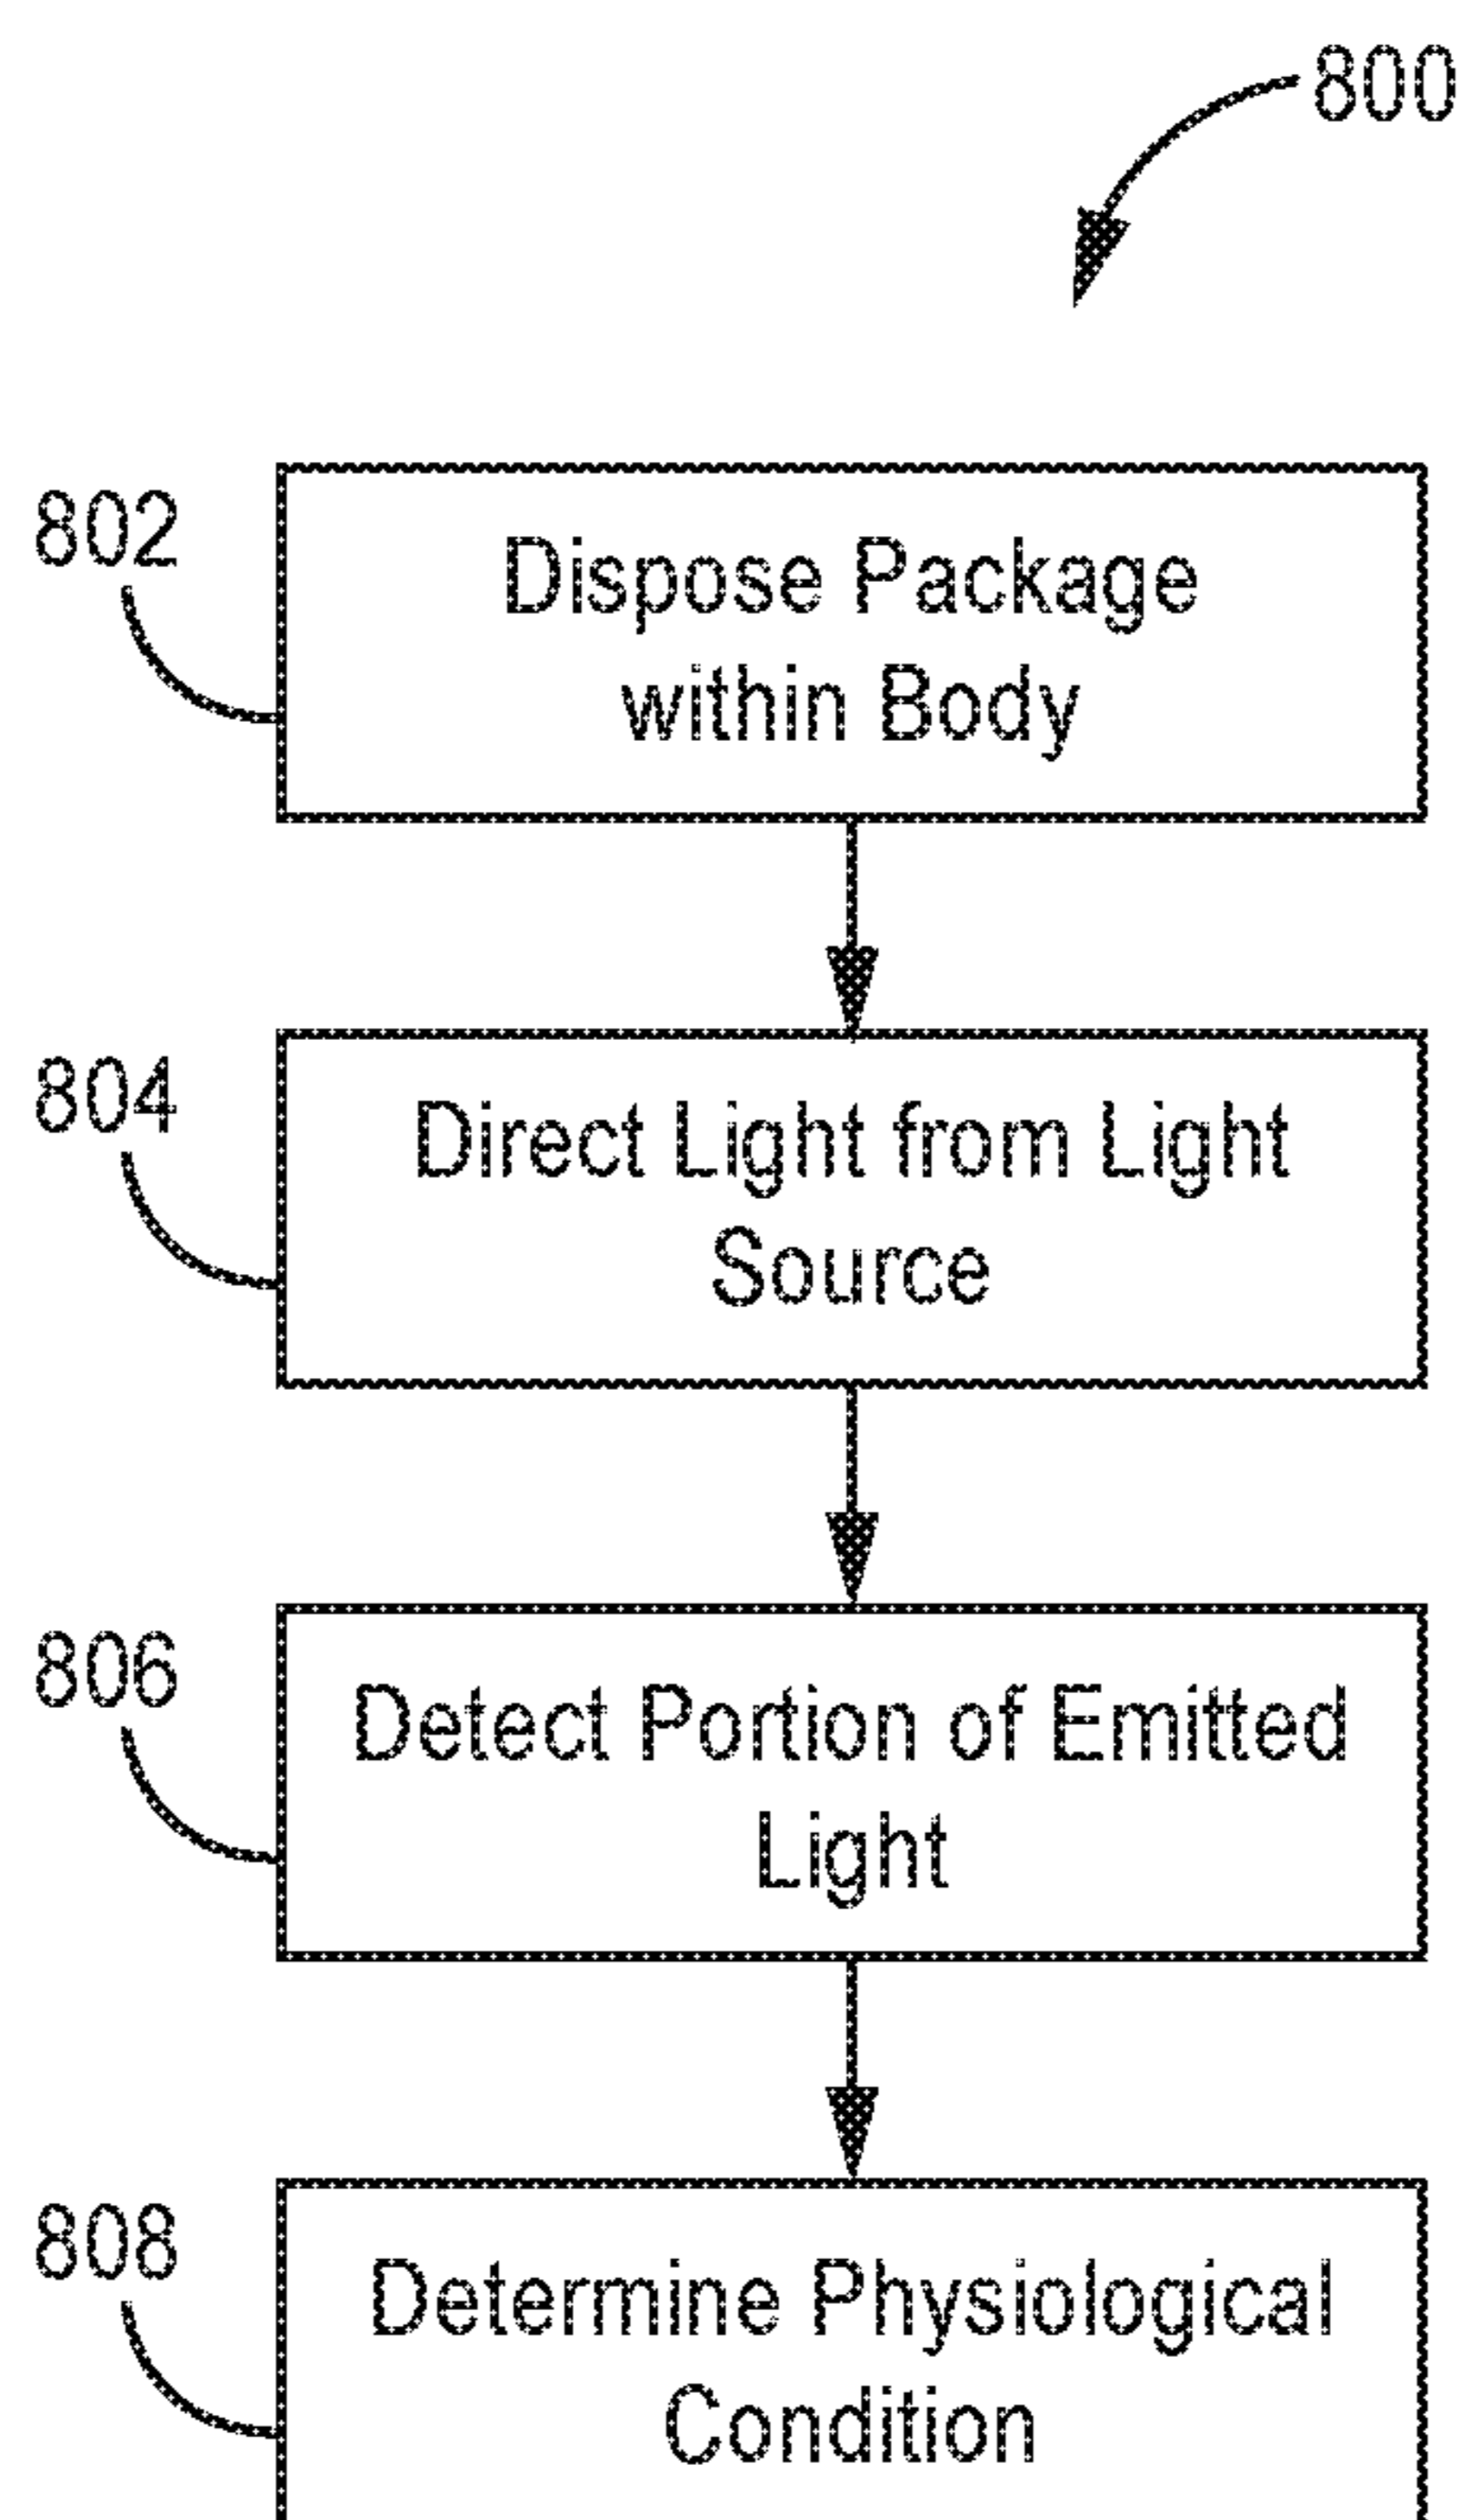 800
802
Dispose Package
within Body
804
Direct Light from Light
Source
806
Detect Portion of Emitted
Light
808
Determine Physiological
Condition